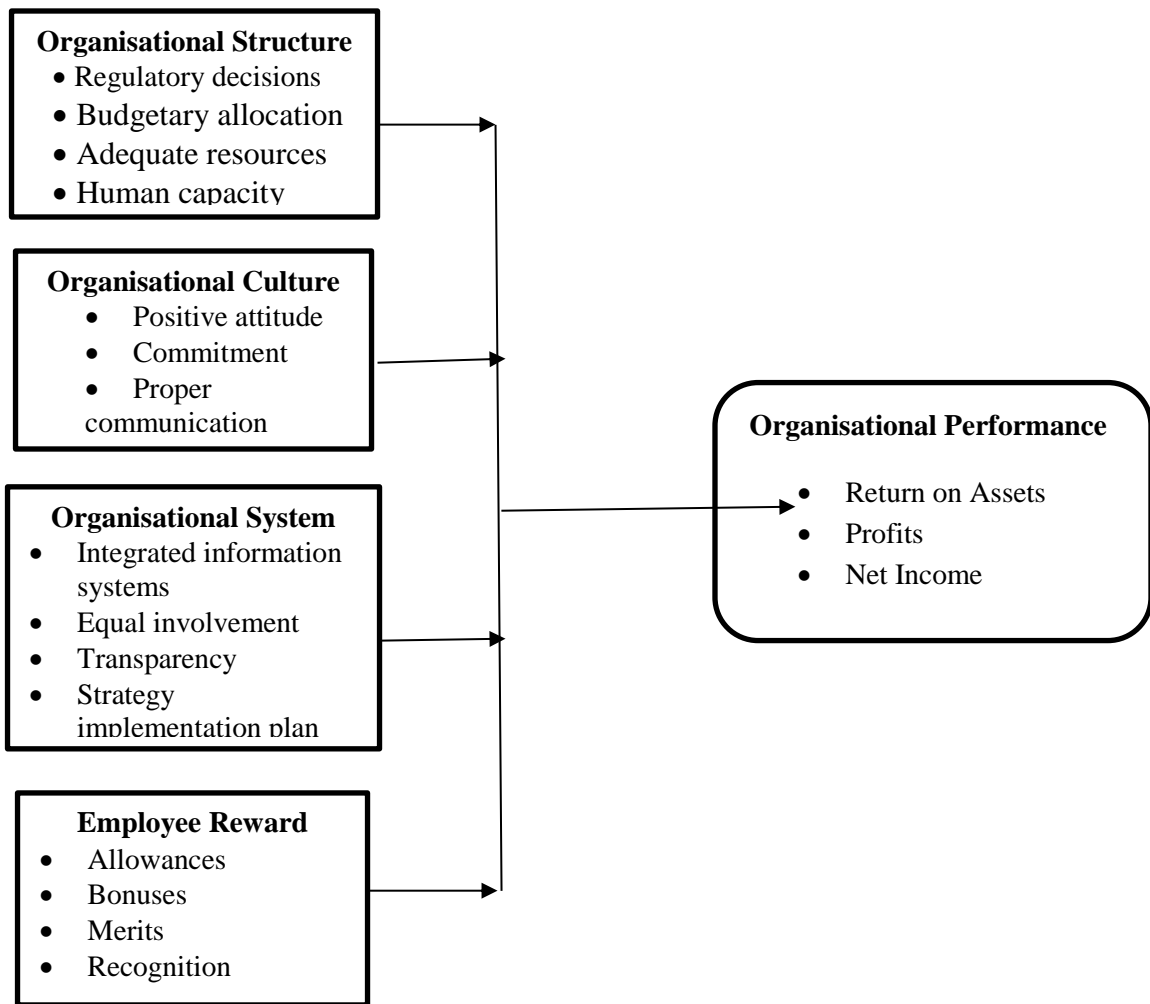 Organisational Structure
• Regulatory decisions
• Budgetary allocation
• Adequate resources
• Human capacity
Organisational Culture
• Positive attitude
• Commitment
• Proper
communication
Organisational System
• Integrated information
systems
• Equal involvement
• Transparency
• Strategy
implementation plan
Employee Reward
• Allowances
• Bonuses
• Merits
• Recognition
Organisational Performance
• Return on Assets
• Profits
• Net Income